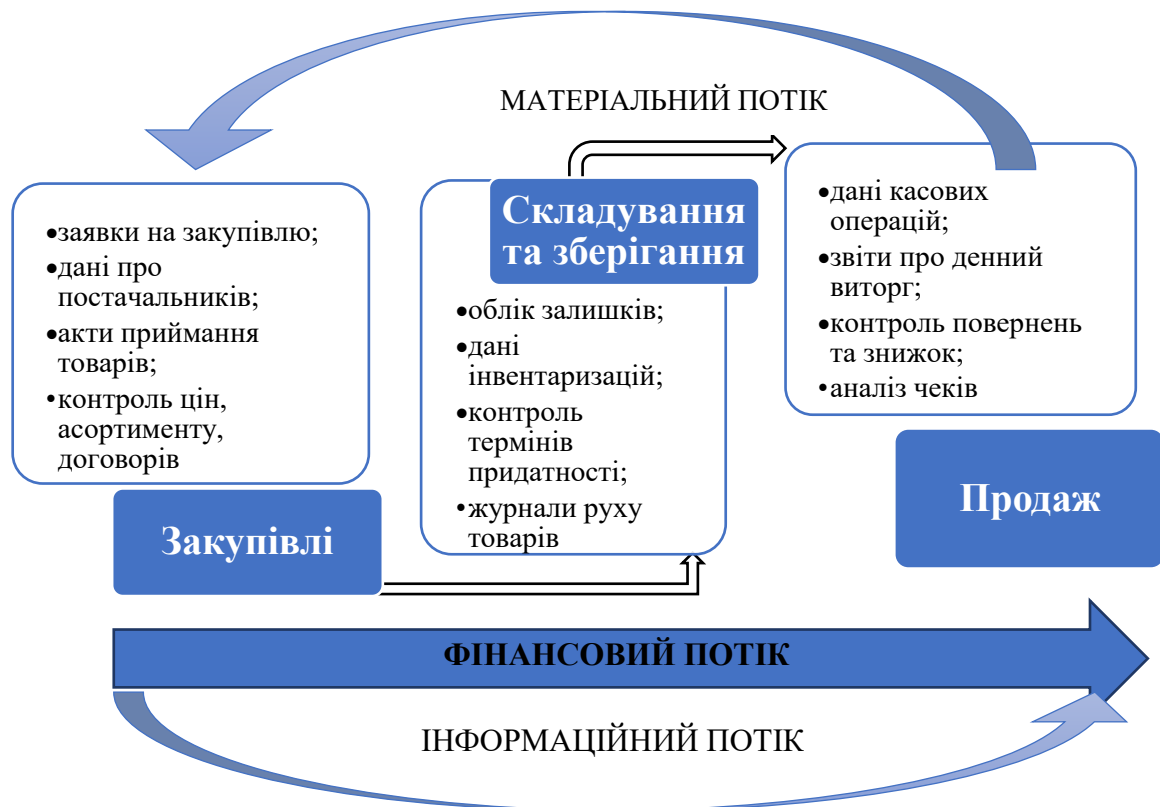 МАТЕРІАЛЬНИЙ ПОТІК
•заявки на закупівлю;
•дані про
постачальників;
•акти приймання
товарів;
•контроль цін,
асортименту,
договорів
Закупівлі
Складування
та зберігання
•облік залишків;
•дані
інвентаризацій;
•контроль
термінів
придатності;
•журнали руху
товарів
•дані касових
операцій;
•звіти про денний
виторг;
•контроль повернень
та знижок;
•аналіз чеків
Продаж
ФІНАНСОВИЙ ПОТІК
ІНФОРМАЦІЙНИЙ ПОТІК